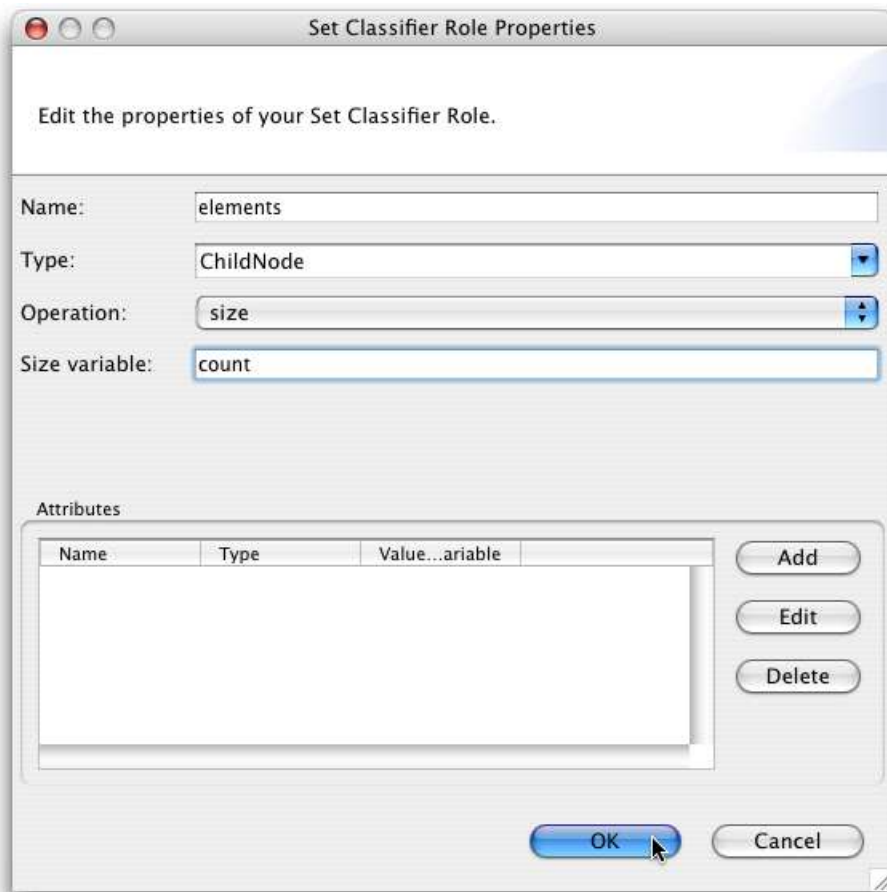 Set Classifier Role Properties
Edit the properties of your Set Classifier Role.
Name: elements
Type: ChildNode
Operation: size
Size variable: count
Attributes
Name Type Value...ariable
Add
Edit
Delete
OK Cancel